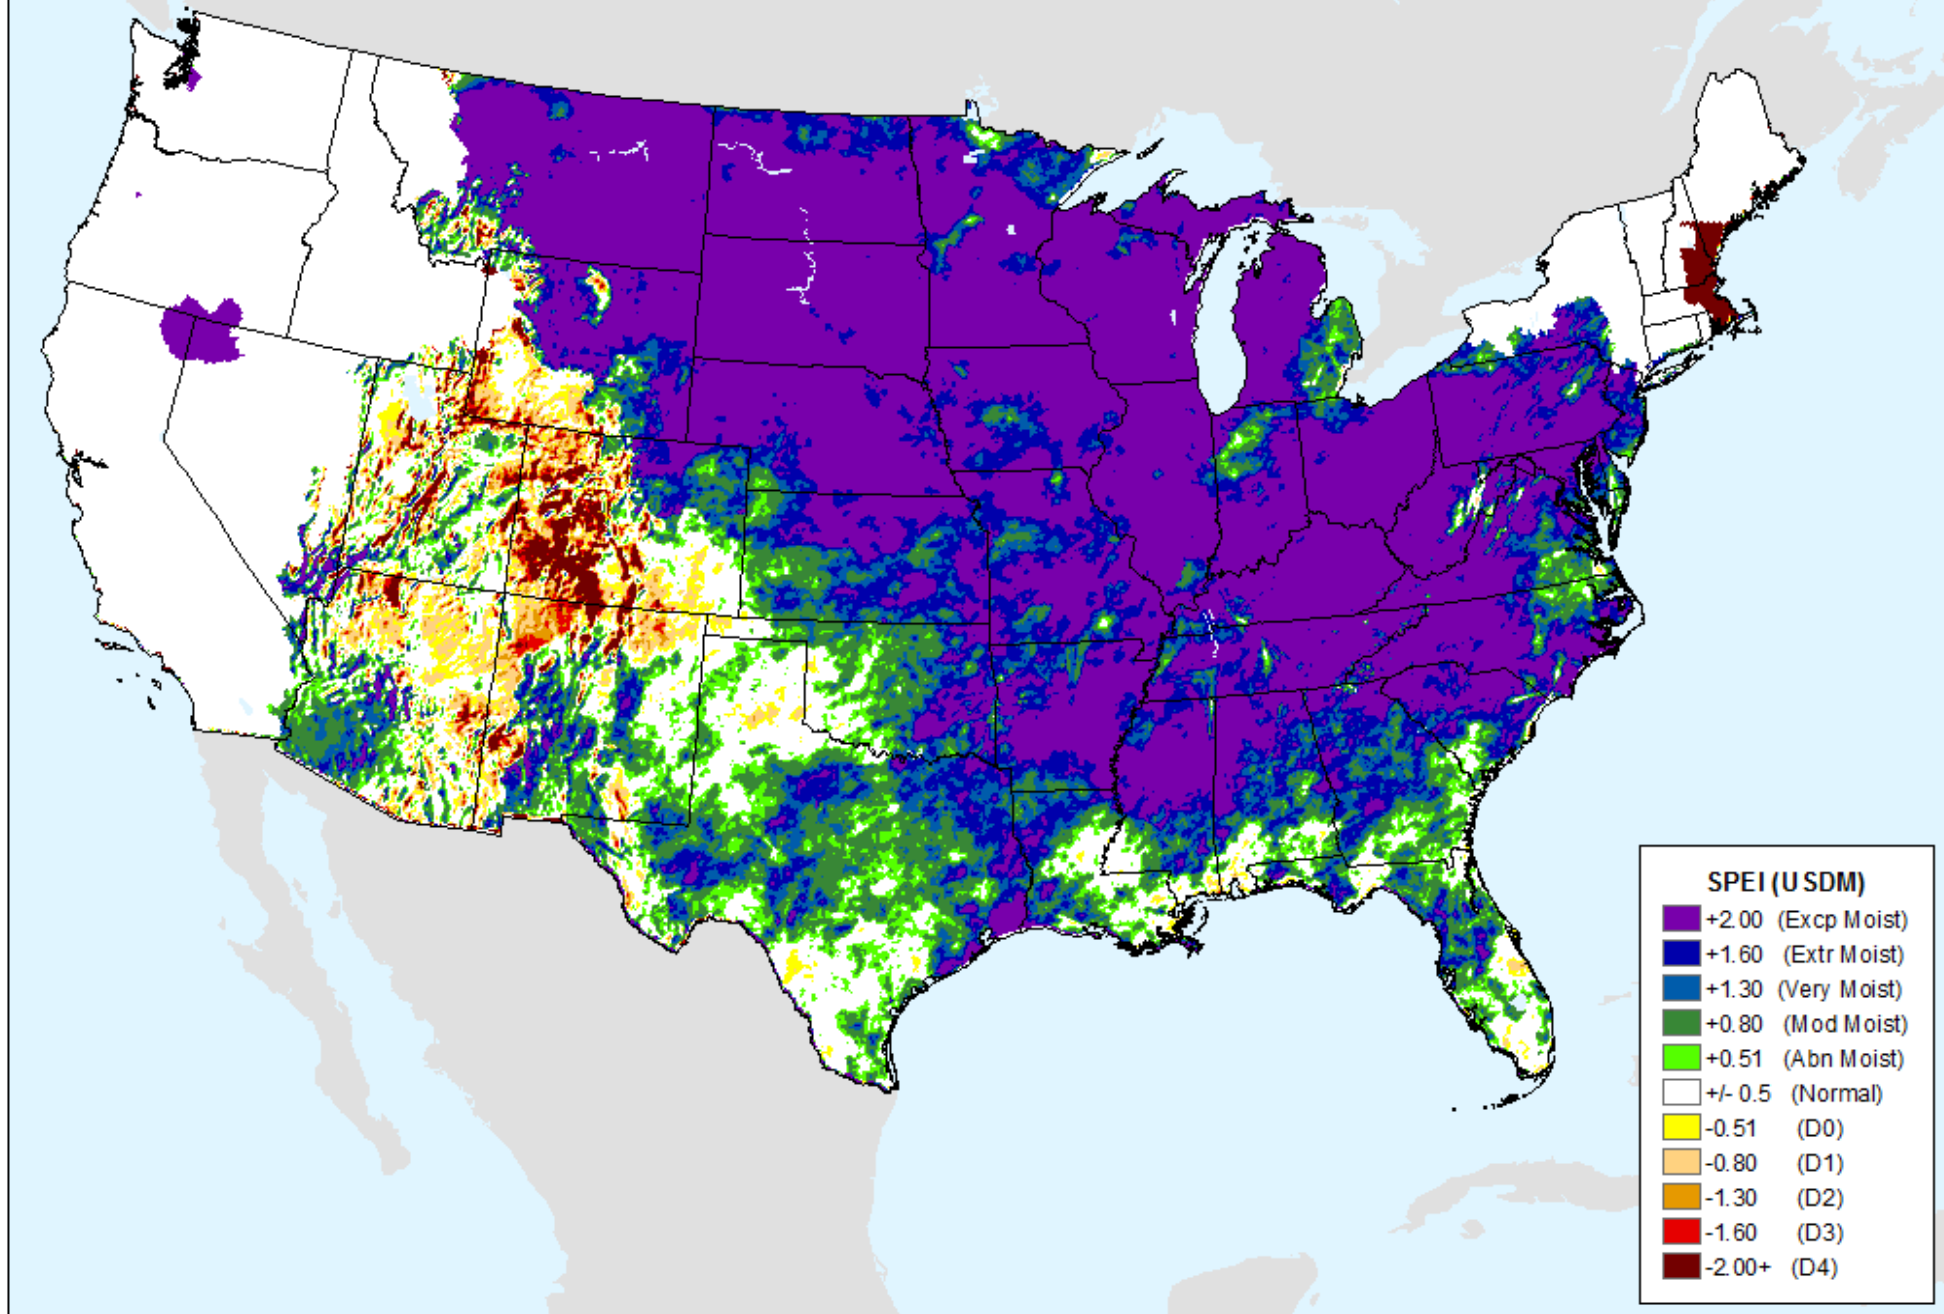 SPEI (USDM)
+2.00 (Excp Moist)
+1.60 (Extr Moist)
+1.30 (Very Moist)
+0.80 (Mod Moist)
+0.51 (Abn Moist)
+/- 0.5 (Normal)
-0.51 (D0)
-0.80 (D1)
-1.30 (D2)
-1.60 (D3)
-2.00+ (D4)